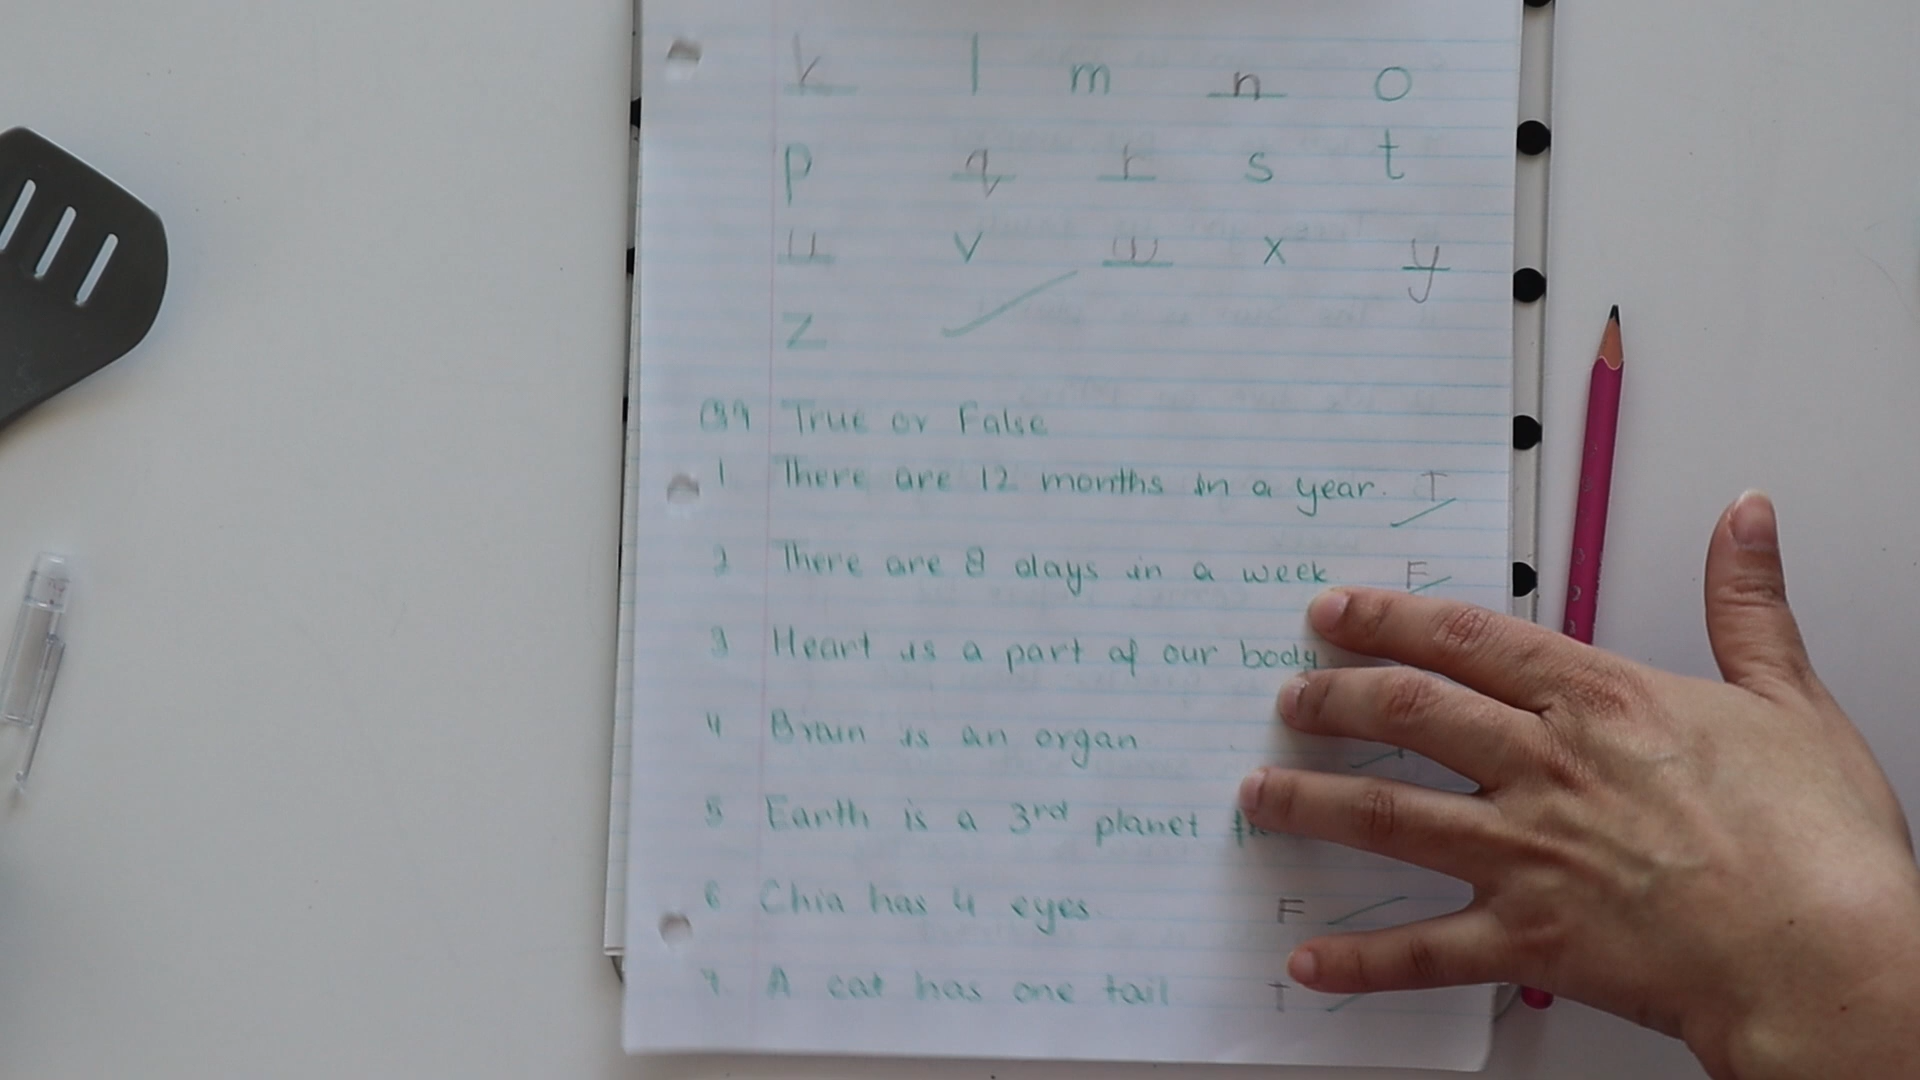 k l m n o
p q r s t
u v w x y
z
Q9 True or False
1 There are 12 months in a year. T
2 There are 8 days in a week F
3 Heart is a part of our body
4 Brain is an organ
5 Earth is a 3rd planet
6 Chia has 4 eyes F
7. A cat has one tail T